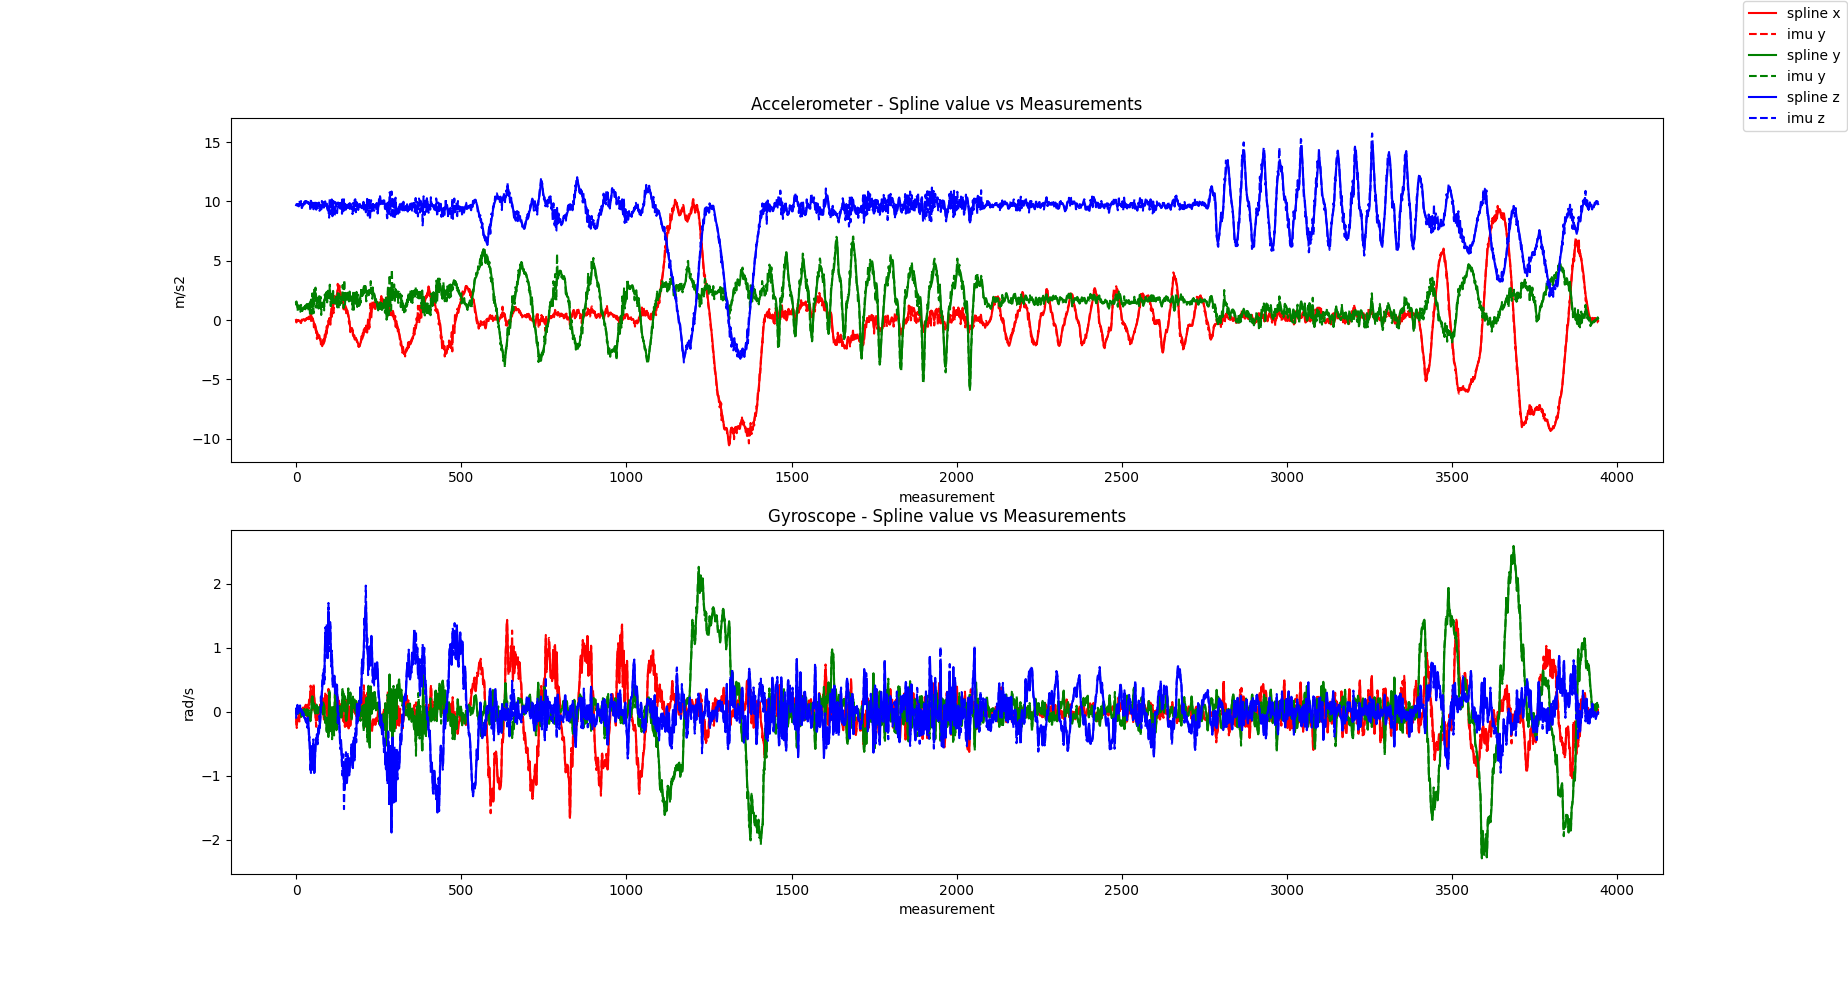 spline x
imu y
spline y
imu y
spline z
imu z
Accelerometer - Spline value vs Measurements
15
10
5
0
−5
−10
m/s2
0 500 1000 1500 2000 2500 3000 3500 4000
measurement
Gyroscope - Spline value vs Measurements
2
1
0
−1
−2
rad/s
0 500 1000 1500 2000 2500 3000 3500 4000
measurement